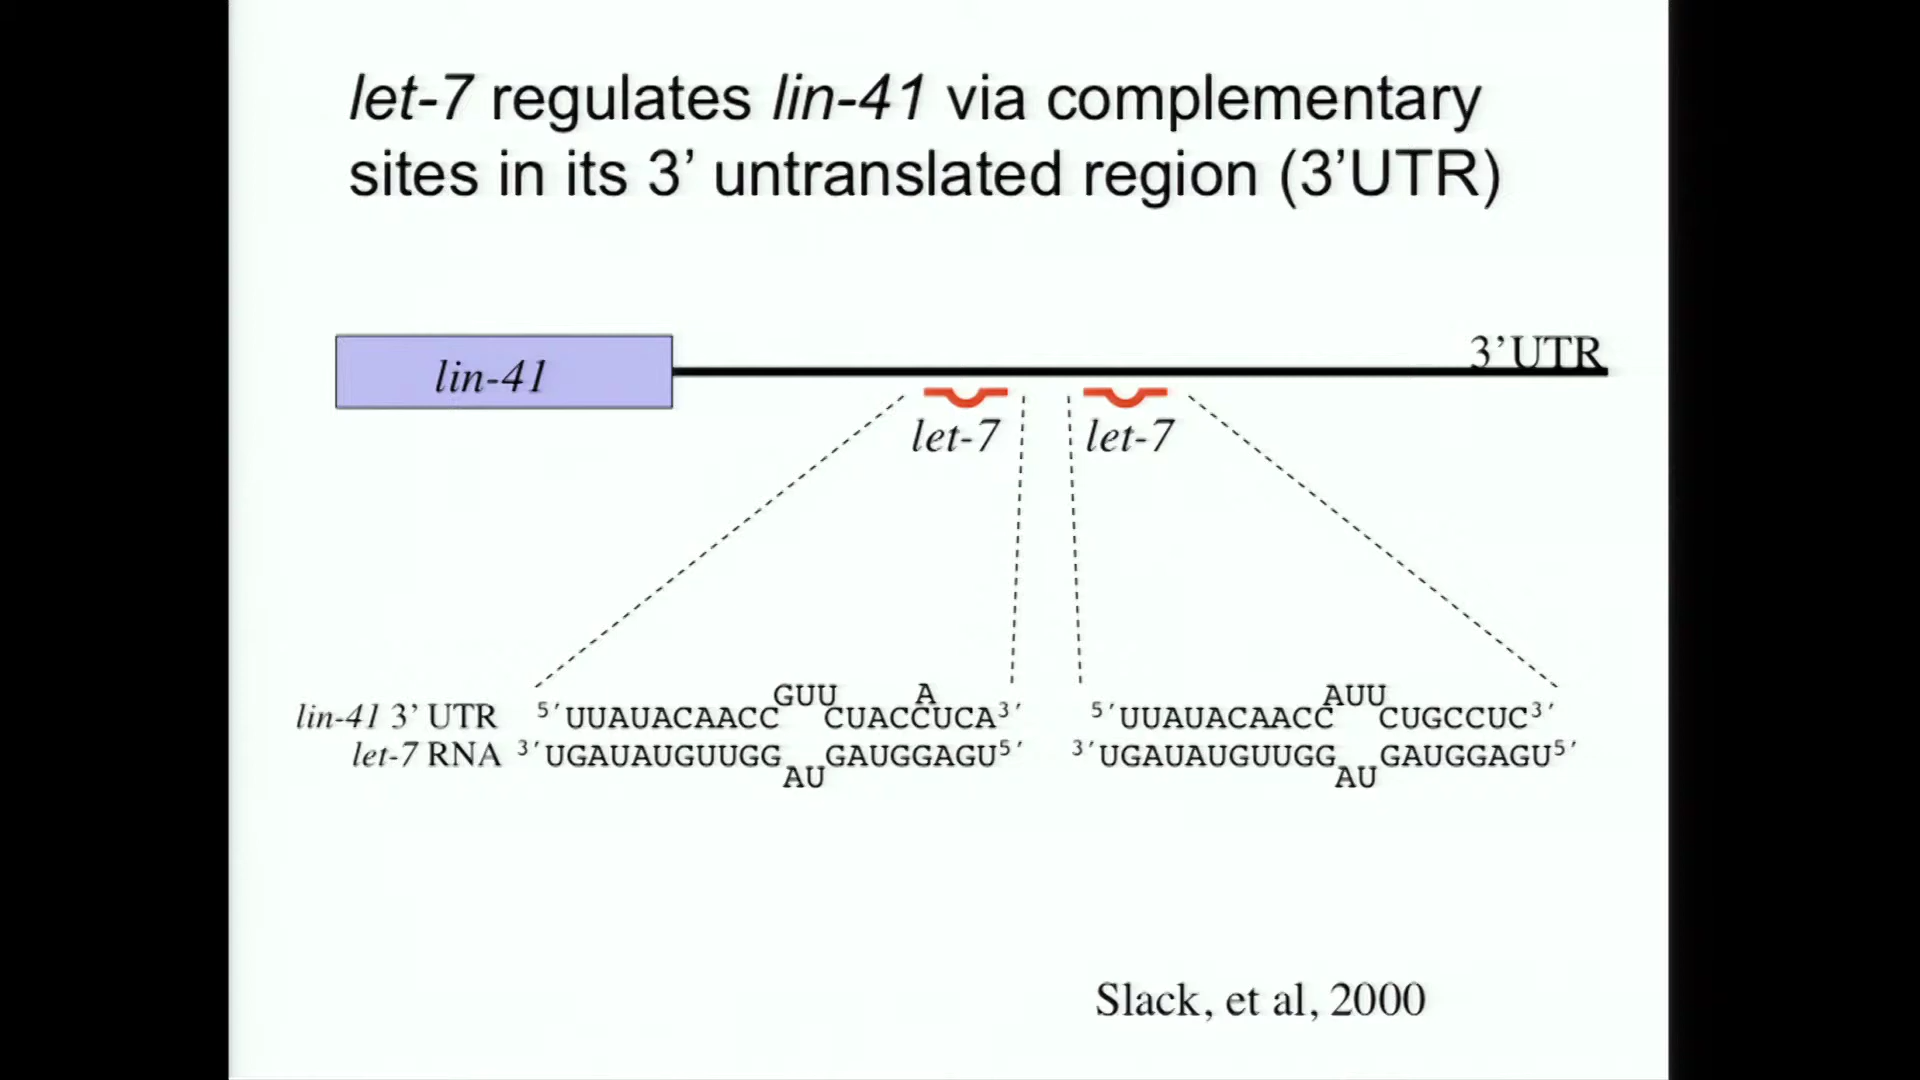 let-7 regulates lin-41 via complementary
sites in its 3’ untranslated region (3’UTR)
3’UTR
lin-41
let-7 let-7
GUU A AUU
lin-41 3’ UTR 5′UUAUACAACC CUACCUCA3′ 5′UUAUACAACC CUGCCUC3′
let-7 RNA 3′UGAUAUGUUGG GAUGGAGU5′ 3′UGAUAUGUUGG GAUGGAGU5′
AU AU
Slack, et al, 2000